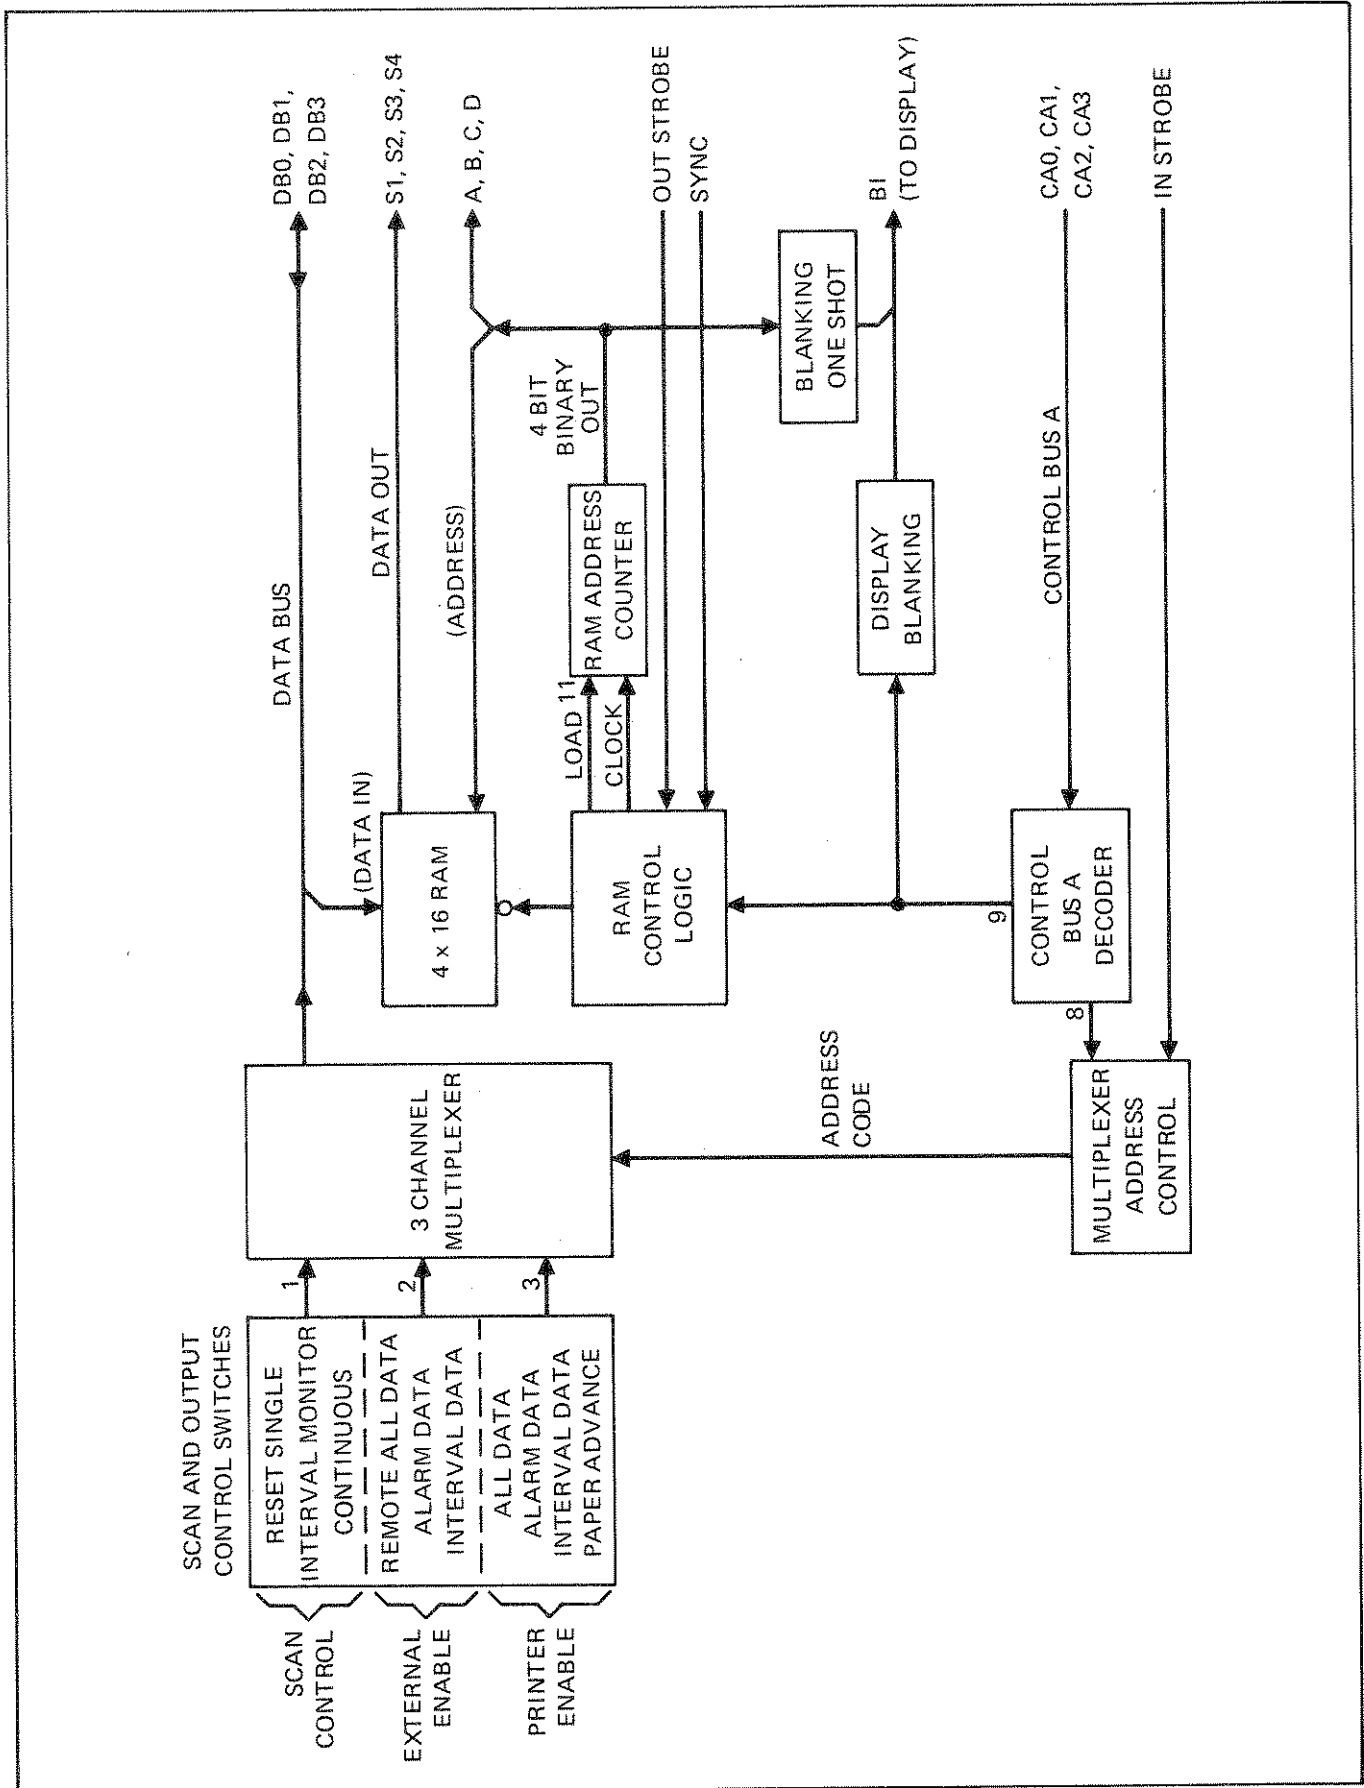 SCAN AND OUTPUT
CONTROL SWITCHES
SCAN
CONTROL
EXTERNAL
ENABLE
PRINTER
ENABLE
RESET SINGLE
INTERVAL MONITOR
CONTINUOUS
REMOTE ALL DATA
ALARM DATA
INTERVAL DATA
ALL DATA
ALARM DATA
INTERVAL DATA
PAPER ADVANCE
1
2
3
3 CHANNEL
MULTIPLEXER
ADDRESS
CODE
MULTIPLEXER
ADDRESS
CONTROL
8
DATA BUS
(DATA IN)
4 x 16 RAM
DATA OUT
(ADDRESS)
RAM
CONTROL
LOGIC
LOAD
11
CLOCK
RAM ADDRESS
COUNTER
4 BIT
BINARY
OUT
9
CONTROL
BUS A
DECODER
DISPLAY
BLANKING
BLANKING
ONE SHOT
CONTROL BUS A
DB0, DB1,
DB2, DB3
S1, S2, S3, S4
A, B, C, D
OUT STROBE
SYNC
BI
(TO DISPLAY)
CA0, CA1,
CA2, CA3
IN STROBE